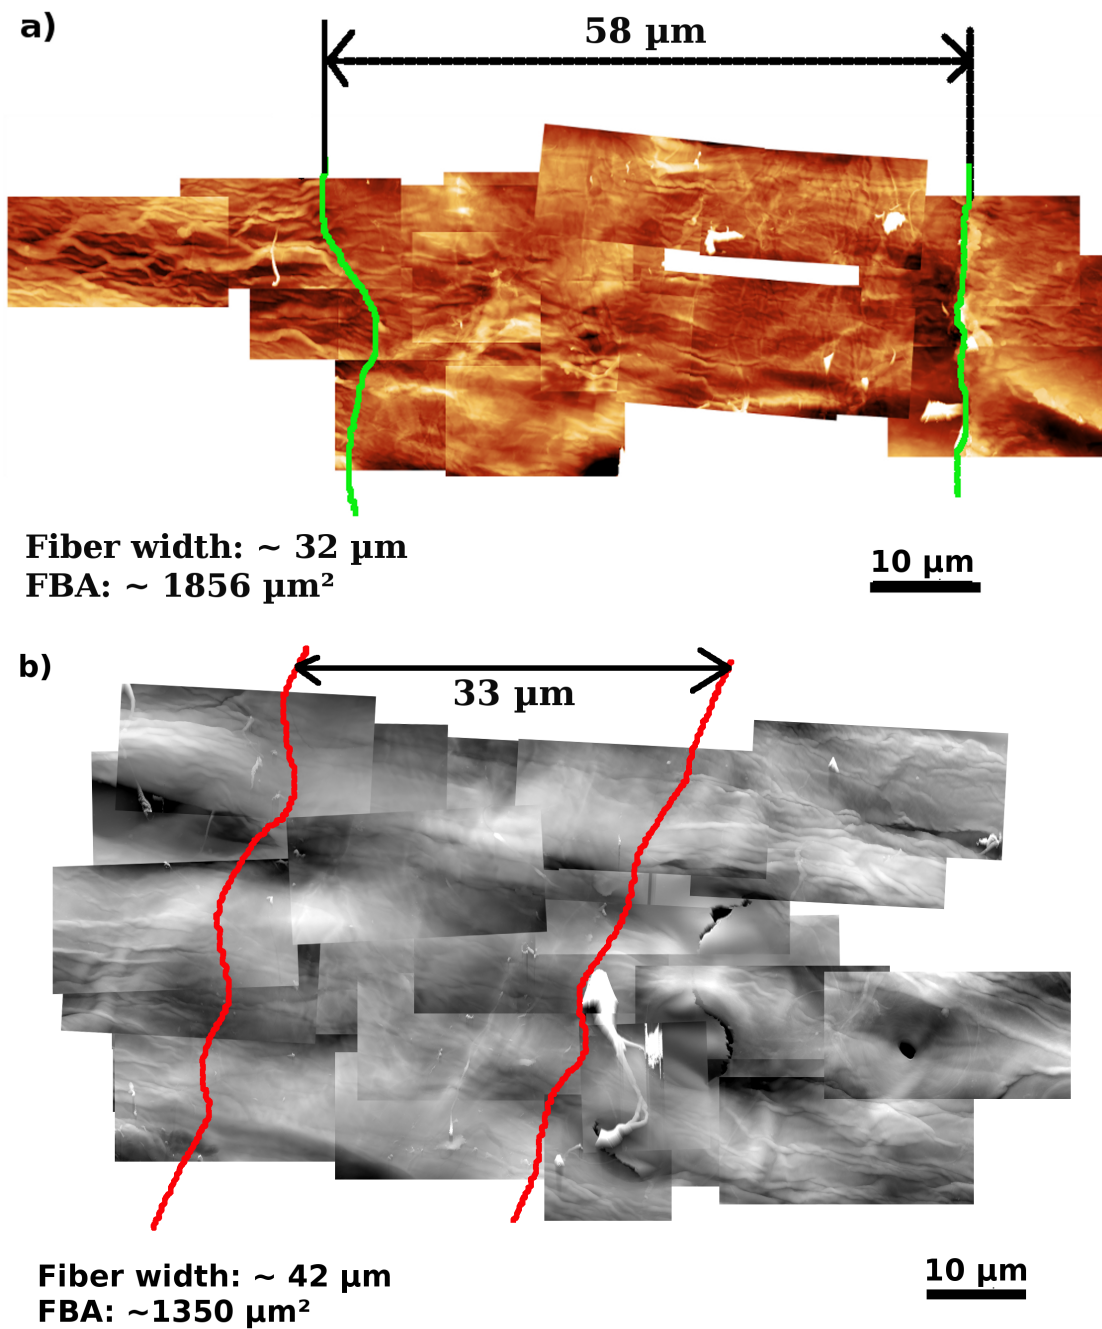 a)
58 µm
Fiber width: ~ 32 µm
FBA: ~ 1856 µm²
10 µm
b)
33 µm
Fiber width: ~ 42 µm
FBA: ~1350 µm²
10 µm